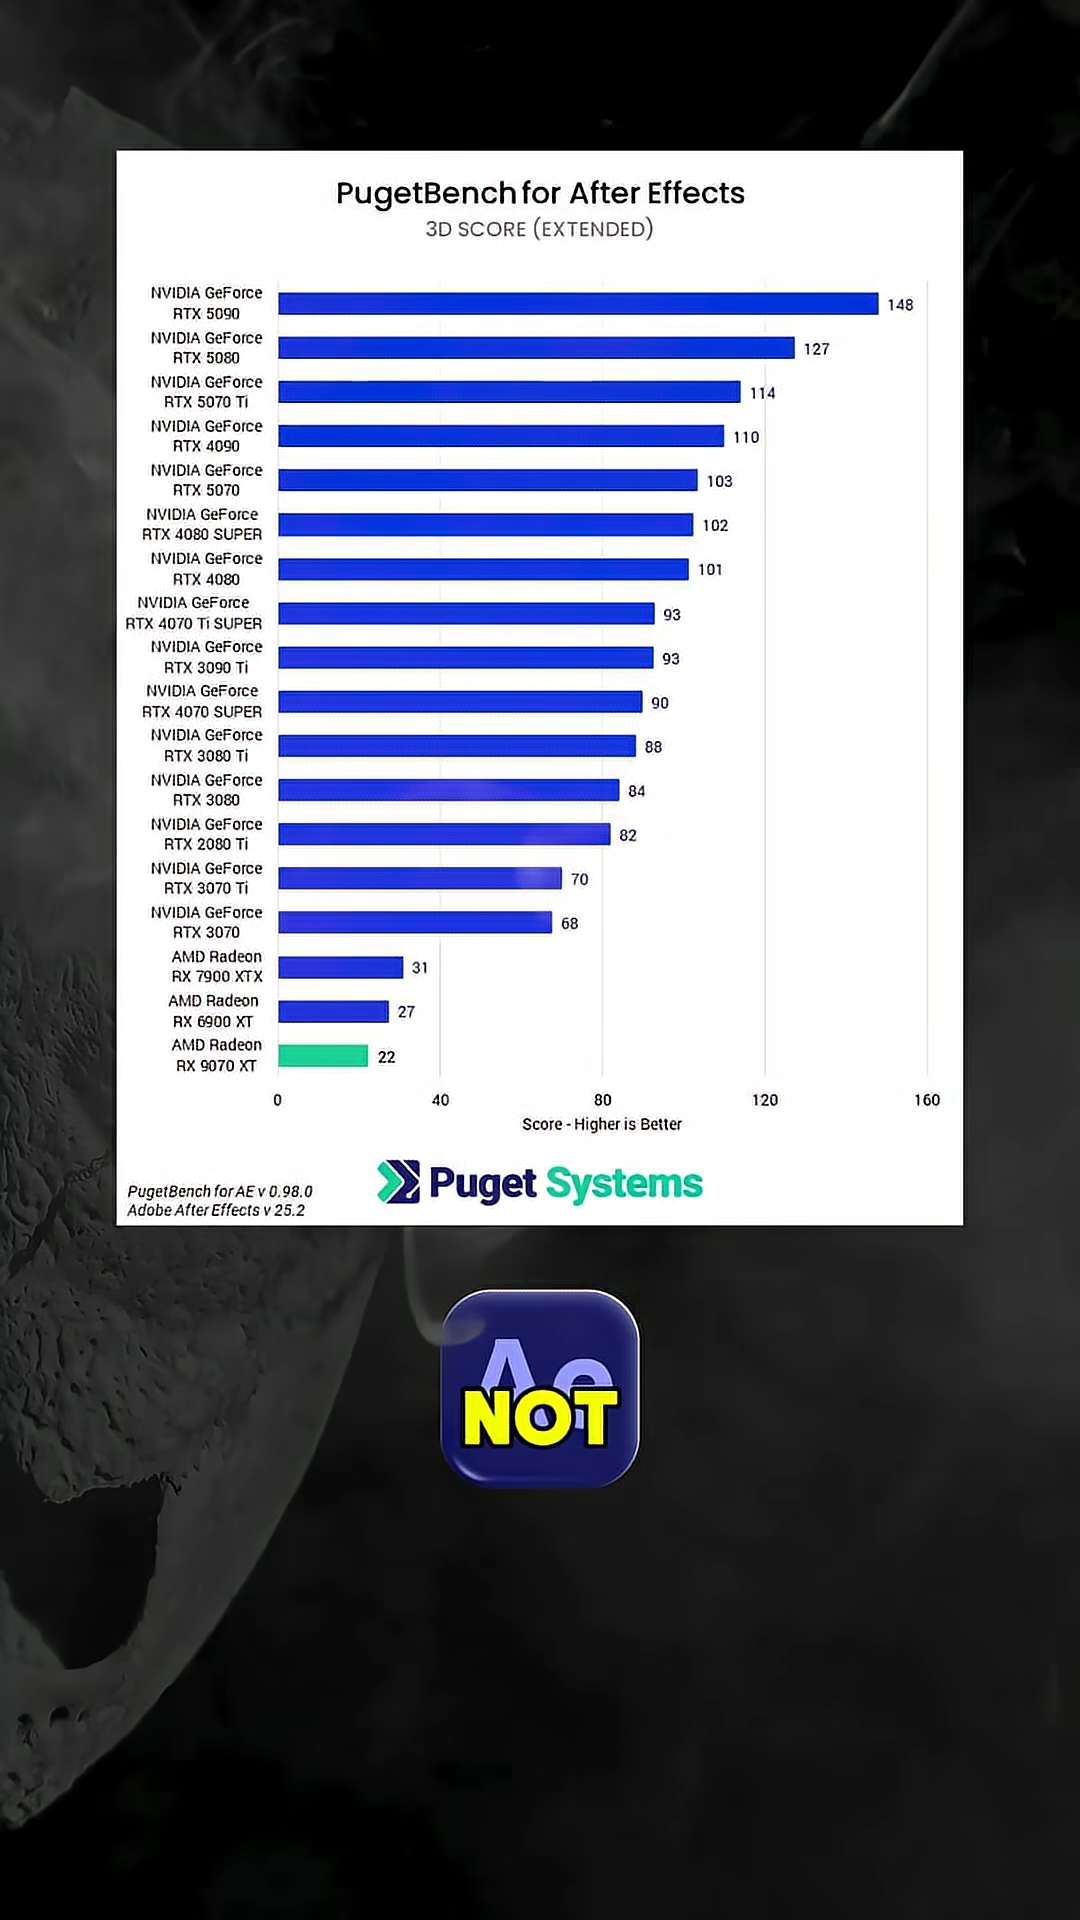 PugetBench for After Effects
3D SCORE (EXTENDED)
NVIDIA GeForce
RTX 5090
148
NVIDIA GeForce
RTX 5080
127
NVIDIA GeForce
RTX 5070 Ti
114
NVIDIA GeForce
RTX 4090
110
NVIDIA GeForce
RTX 5070
103
NVIDIA GeForce
RTX 4080 SUPER
102
NVIDIA GeForce
RTX 4080
101
NVIDIA GeForce
RTX 4070 Ti SUPER
93
NVIDIA GeForce
RTX 3090 Ti
93
NVIDIA GeForce
RTX 4070 SUPER
90
NVIDIA GeForce
RTX 3080 Ti
88
NVIDIA GeForce
RTX 3080
84
NVIDIA GeForce
RTX 2080 Ti
82
NVIDIA GeForce
RTX 3070 Ti
70
NVIDIA GeForce
RTX 3070
68
AMD Radeon
RX 7900 XTX
31
AMD Radeon
RX 6900 XT
27
AMD Radeon
RX 9070 XT
22
0 40 80 120 160
Score - Higher is Better
PugetBench for AE v 0.98.0
Adobe After Effects v 25.2
Puget Systems
Ae
NOT